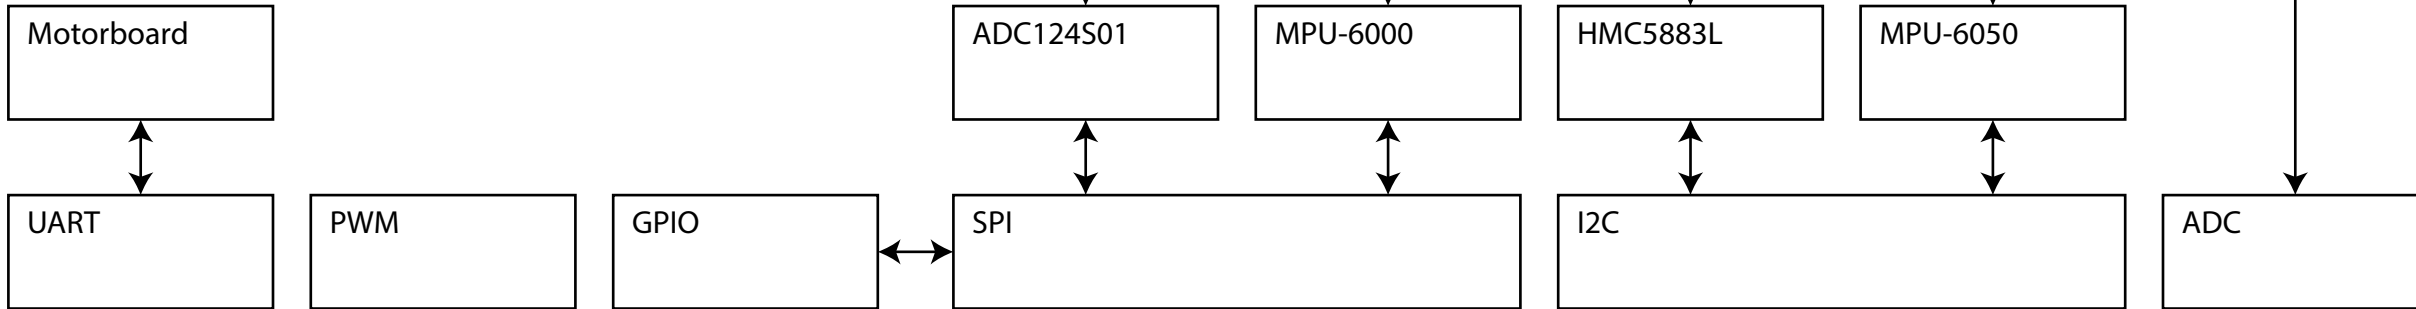 Motorboard
ADC124S01
MPU-6000
HMC5883L
MPU-6050
UART
PWM
GPIO
SPI
I2C
ADC